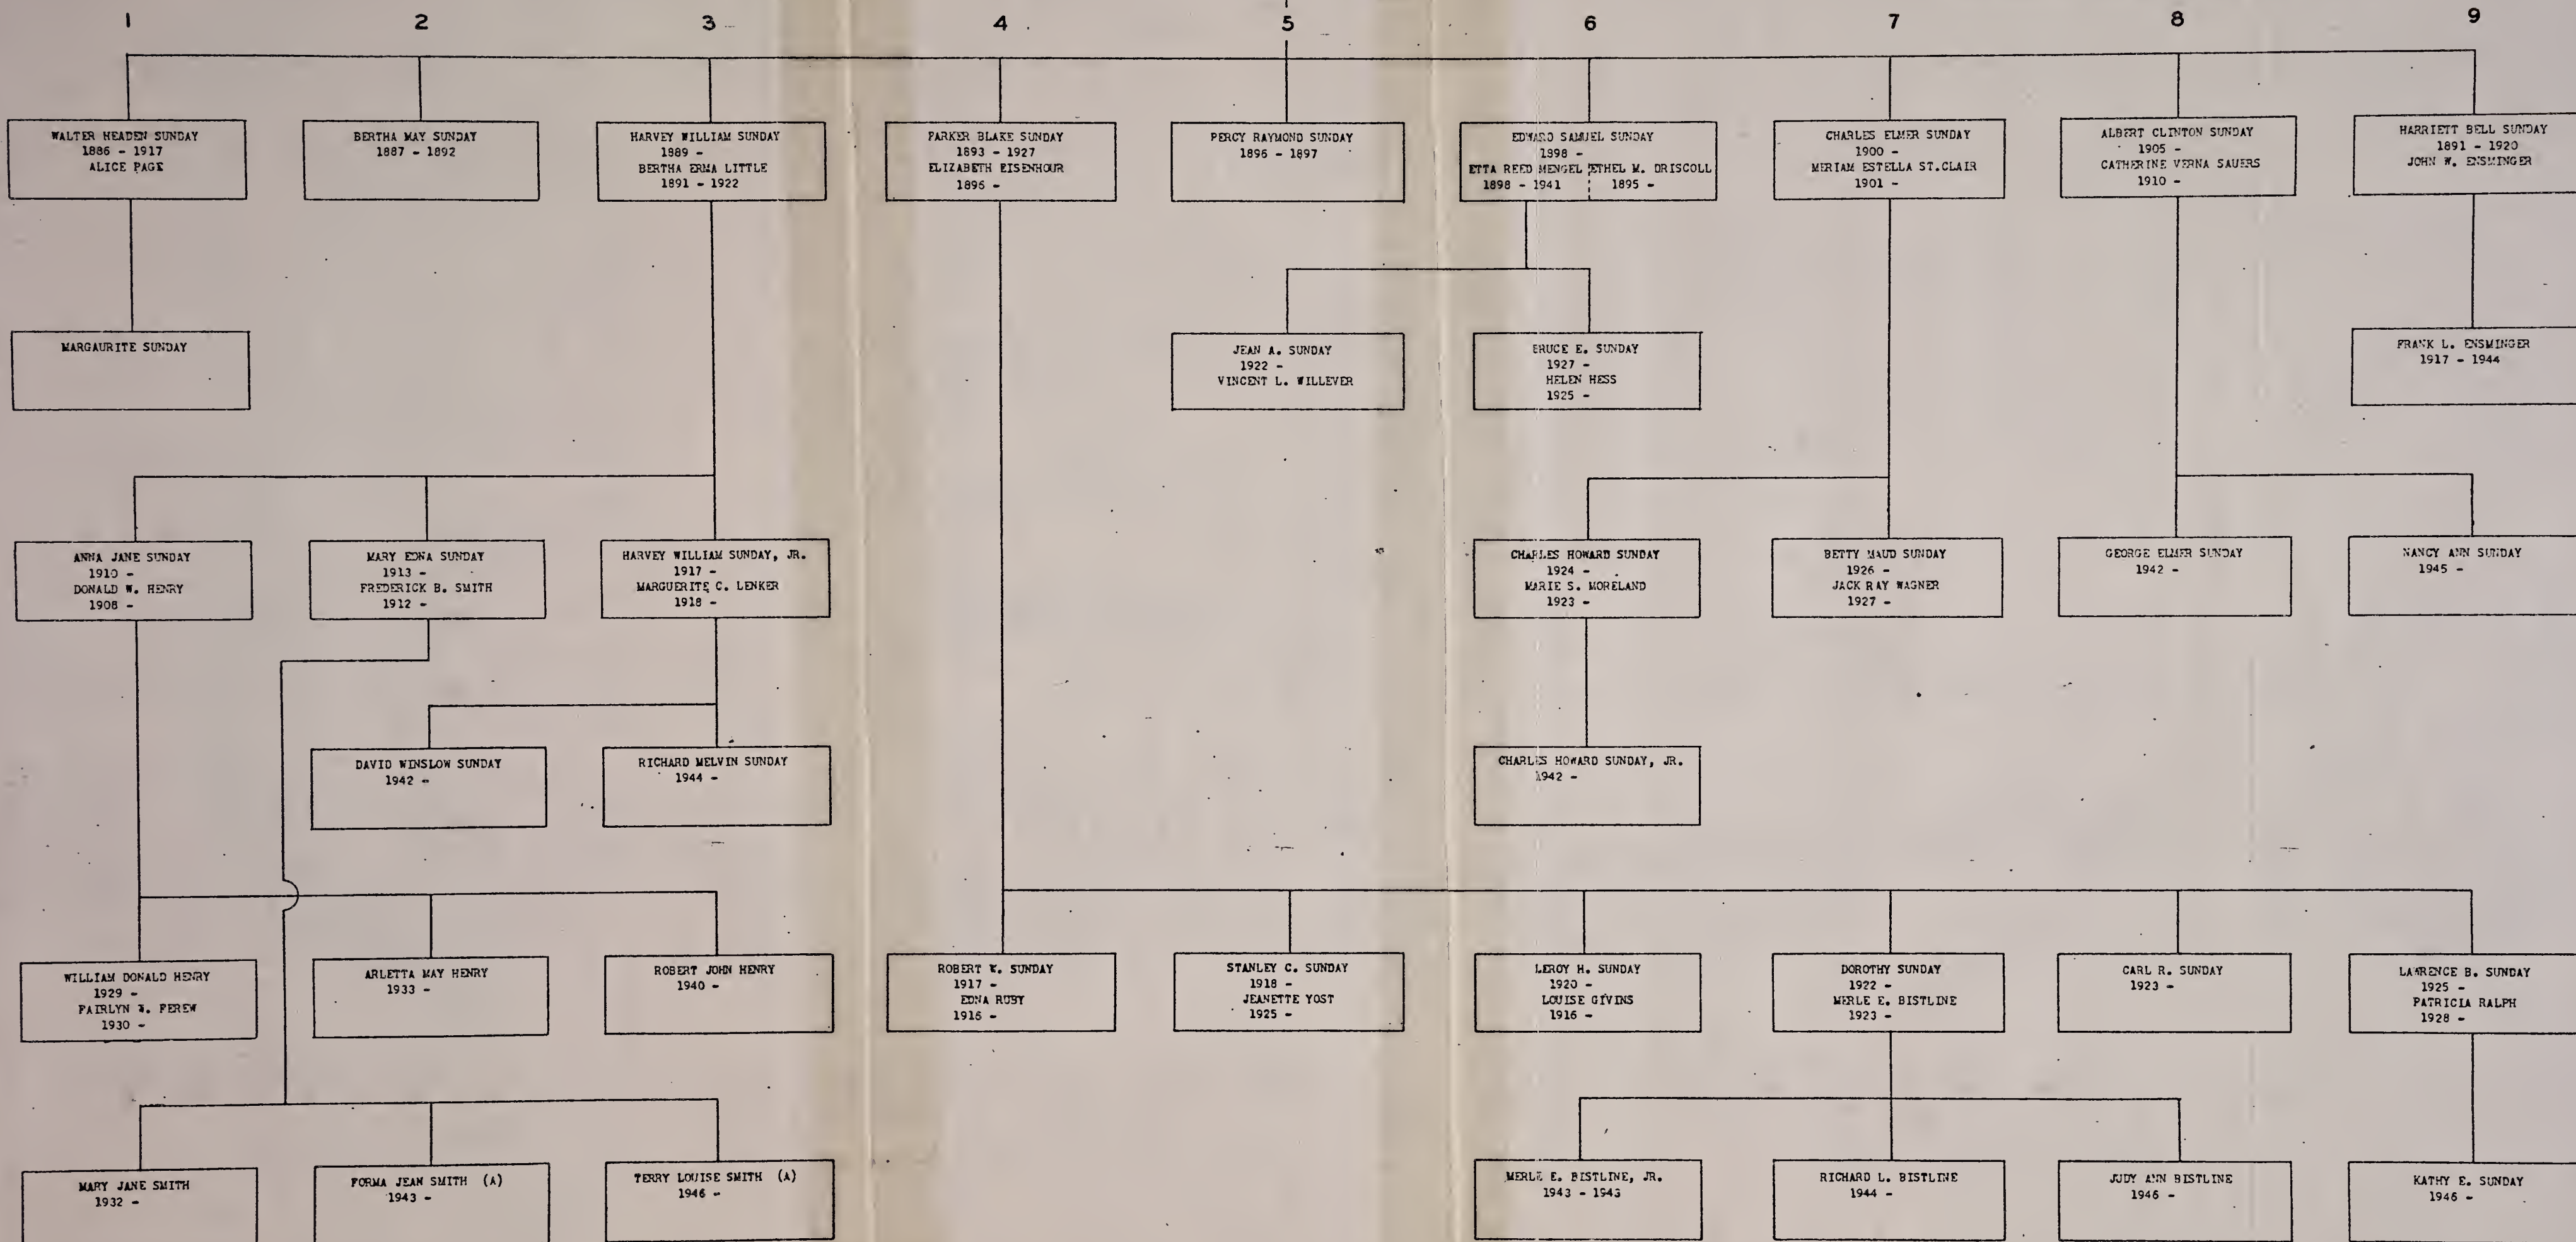 1
2
3
4
5
6
7
8
9
WALTER HEADEN SUNDAY
1886 - 1917
ALICE PAGE
BERTHA MAY SUNDAY
1887 - 1892
HARVEY WILLIAM SUNDAY
1889 -
BERTHA ERMA LITTLE
1891 - 1922
PARKER BLAKE SUNDAY
1893 - 1927
ELIZABETH EISENHOUR
1896 -
PERCY RAYMOND SUNDAY
1896 - 1897
EDWARD SAMUEL SUNDAY
1898 -
ETTA REED MENGEL ETHEL M. DRISCOLL
1898 - 1941 1895 -
CHARLES ELMER SUNDAY
1900 -
MERIAM ESTELLA ST.CLAIR
1901 -
ALBERT CLINTON SUNDAY
1905 -
CATHERINE VERNA SAUERS
1910 -
HARRIETT BELL SUNDAY
1891 - 1920
JOHN W. ENSMINGER
MARGAURITE SUNDAY
JEAN A. SUNDAY
1922 -
VINCENT L. WILLEVER
BRUCE E. SUNDAY
1927 -
HELEN HESS
1925 -
FRANK L. ENSMINGER
1917 - 1944
ANNA JANE SUNDAY
1910 -
DONALD W. HENRY
1908 -
MARY EDNA SUNDAY
1913 -
FREDERICK B. SMITH
1912 -
HARVEY WILLIAM SUNDAY, JR.
1917 -
MARGUERITE C. LENKER
1918 -
CHARLES HOWARD SUNDAY
1924 -
MARIE S. MORELAND
1923 -
BETTY MAUD SUNDAY
1926 -
JACK RAY WAGNER
1927 -
GEORGE ELMER SUNDAY
1942 -
NANCY ANN SUNDAY
1945 -
DAVID WINSLOW SUNDAY
1942 -
RICHARD MELVIN SUNDAY
1944 -
CHARLES HOWARD SUNDAY, JR.
1942 -
WILLIAM DONALD HENRY
1929 -
FAIRLYN PEREW
1930 -
ARLETTA MAY HENRY
1933 -
ROBERT JOHN HENRY
1940 -
ROBERT SUNDAY
1917 -
EDNA RUBY
1916 -
STANLEY C. SUNDAY
1918 -
JEANETTE YOST
1925 -
LEROY H. SUNDAY
1920 -
LOUISE GIVINS
1916 -
DOROTHY SUNDAY
1922 -
MERLE E. BISTLINE
1923 -
CARL R. SUNDAY
1923 -
LAWRENCE B. SUNDAY
1925 -
PATRICIA RALPH
1928 -
MARY JANE SMITH
1932 -
FORMA JEAN SMITH (A)
1943 -
TERRY LOUISE SMITH (A)
1946 -
MERLE E. BISTLINE, JR.
1943 - 1943
RICHARD L. BISTLINE
1944 -
JUDY ANN BISTLINE
1946 -
KATHY E. SUNDAY
1946 -